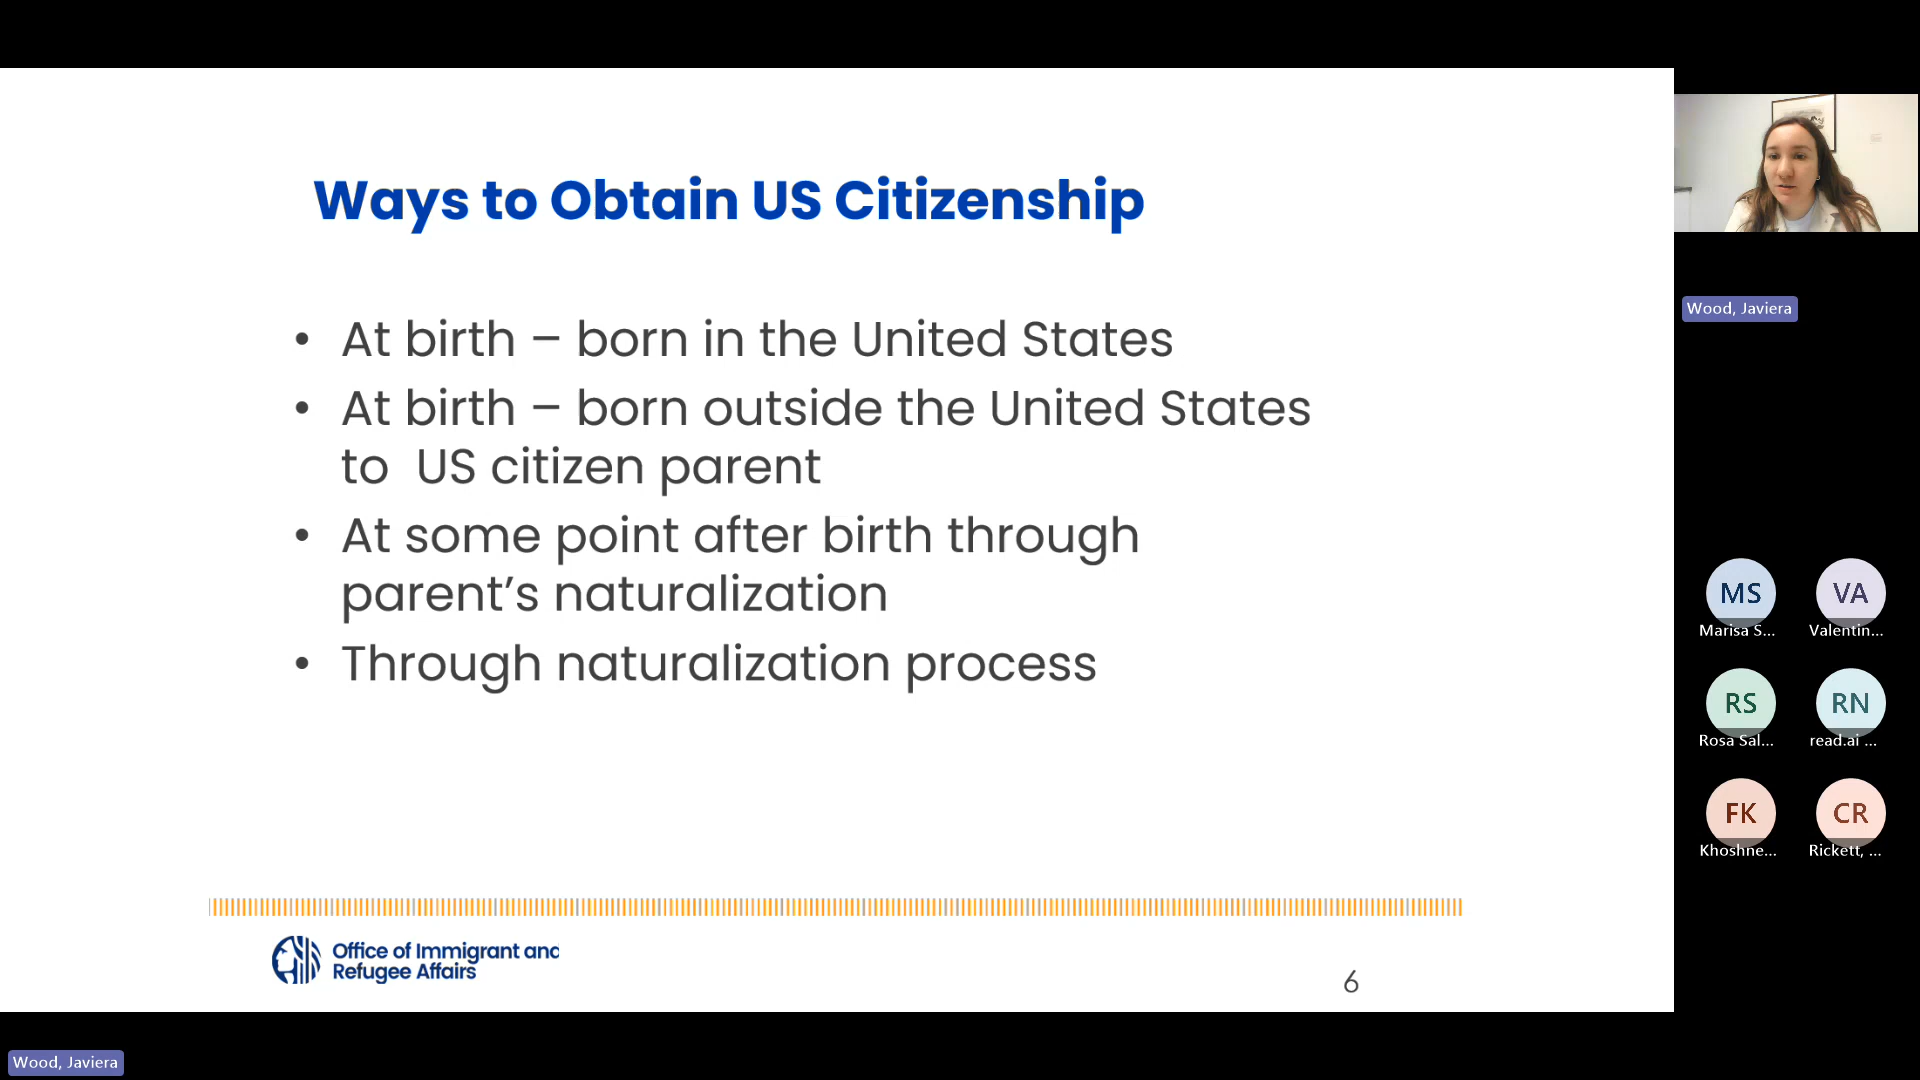 Ways to Obtain US Citizenship
• At birth – born in the United States
• At birth – born outside the United States
to US citizen parent
• At some point after birth through
parent’s naturalization
• Through naturalization process
Office of Immigrant and
Refugee Affairs
6
Wood, Javiera
Wood, Javiera
MS
Marisa S...
VA
Valentin...
RS
Rosa Sal...
RN
read.ai ...
FK
Khoshne...
CR
Rickett, ...